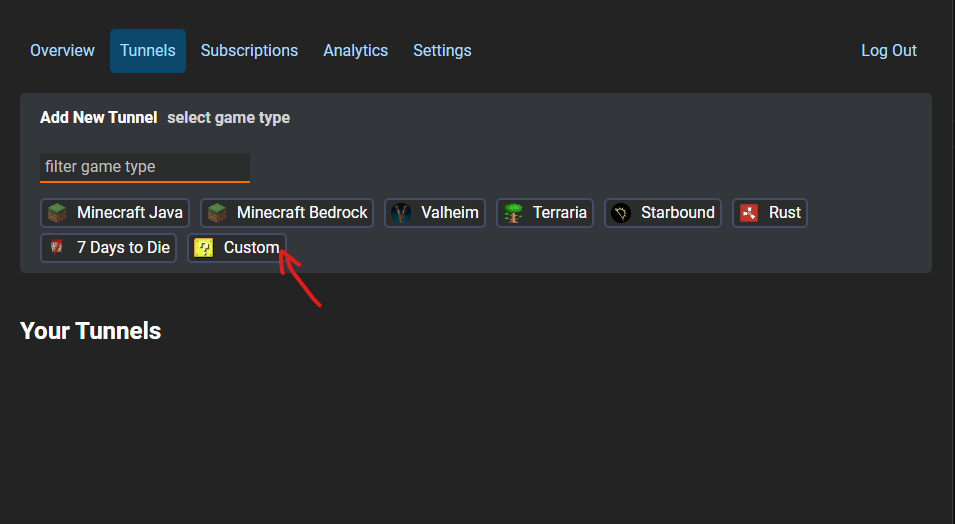 Overview Tunnels Subscriptions Analytics Settings Log Out
Add New Tunnel select game type
filter game type
Minecraft Java Minecraft Bedrock Valheim Terraria Starbound Rust
7 Days to Die Custom
Your Tunnels